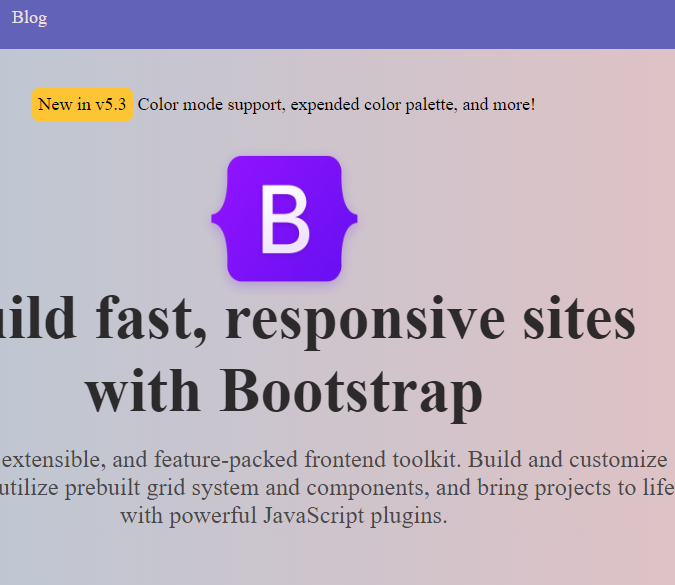 Blog
New in v5.3 Color mode support, expended color palette, and more!
B
uild fast, responsive sites
with Bootstrap
extensible, and feature-packed frontend toolkit. Build and customize
utilize prebuilt grid system and components, and bring projects to life
with powerful JavaScript plugins.